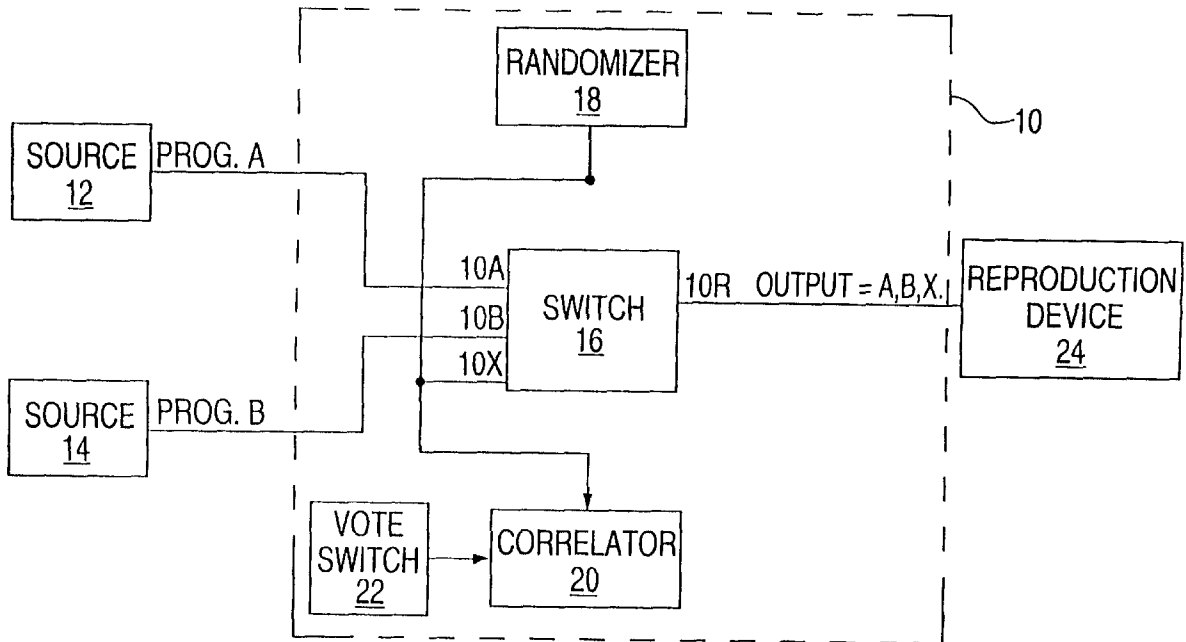 RANDOMIZER
18
10
SOURCE
12
PROG. A
10A
10B
10X
SWITCH
16
10R OUTPUT = A,B,X.
REPRODUCTION
DEVICE
24
SOURCE
14
PROG. B
VOTE
SWITCH
22
CORRELATOR
20